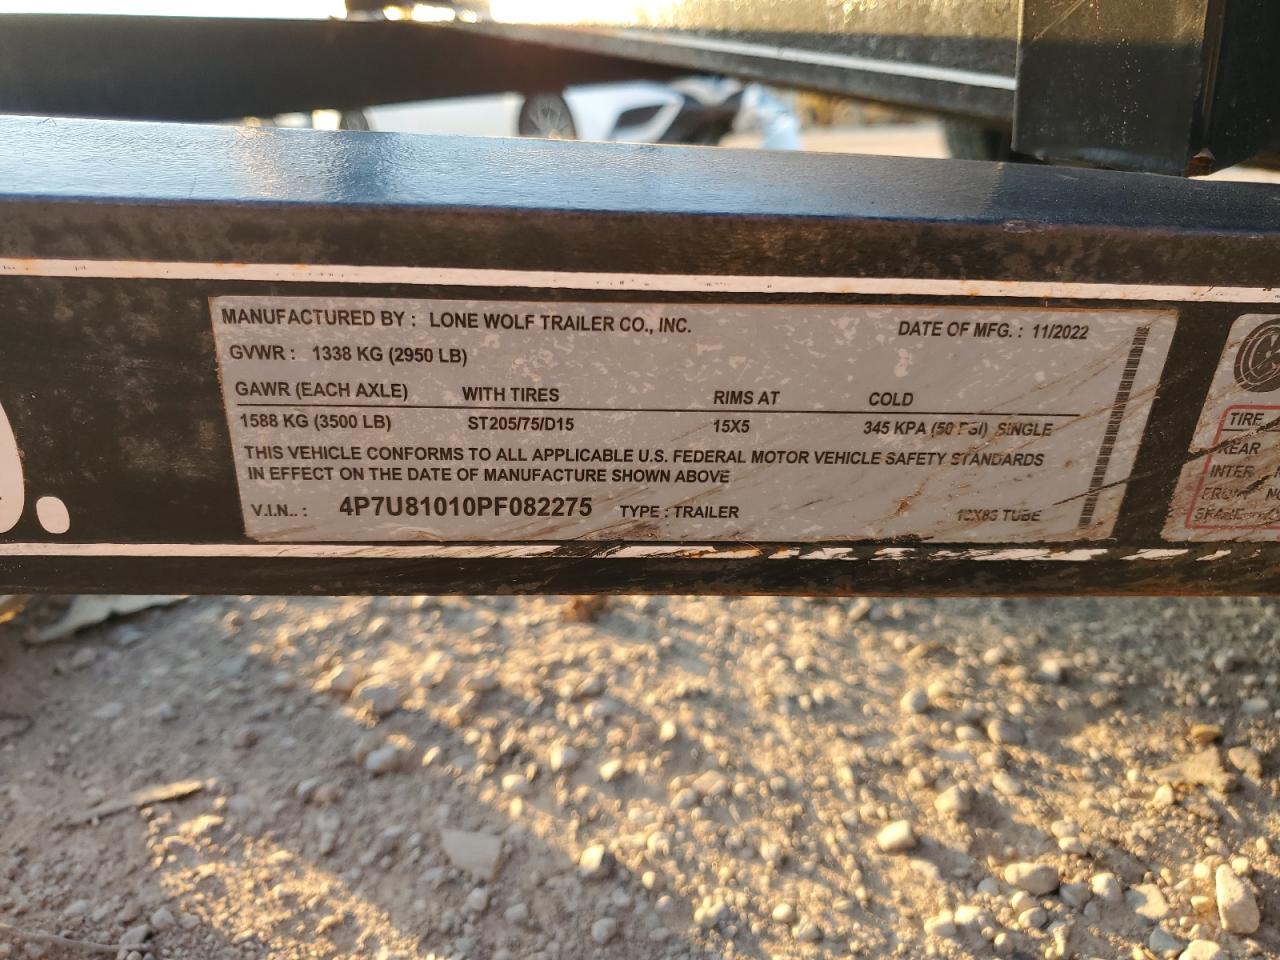 MANUFACTURED BY : LONE WOLF TRAILER CO., INC. DATE OF MFG. : 11/2022
GVWR : 1338 KG (2950 LB)
GAWR (EACH AXLE) WITH TIRES RIMS AT COLD
1588 KG (3500 LB) ST205/75/D15 15X5 345 KPA (50 PSI) SINGLE
THIS VEHICLE CONFORMS TO ALL APPLICABLE U.S. FEDERAL MOTOR VEHICLE SAFETY STANDARDS
IN EFFECT ON THE DATE OF MANUFACTURE SHOWN ABOVE
V.I.N.. : 4P7U81010PF082275 TYPE : TRAILER TUBE
TIRE
REAR